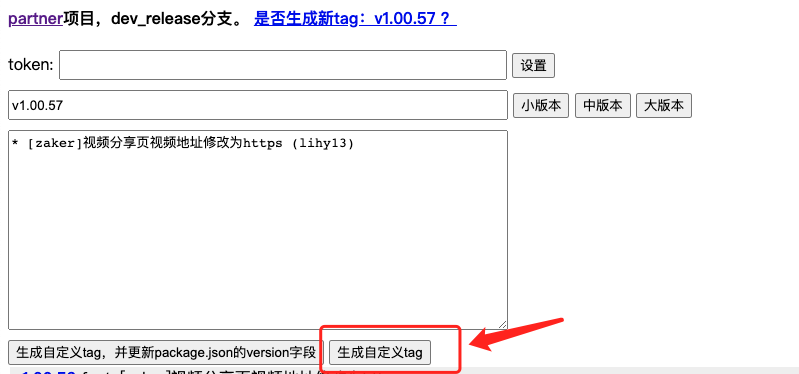 partner项目，dev_release分支。 是否生成新tag：v1.00.57 ？
token: 设置
v1.00.57 小版本 中版本 大版本
* [zaker]视频分享页视频地址修改为https (lihyl3)
生成自定义tag，并更新package.json的version字段 生成自定义tag